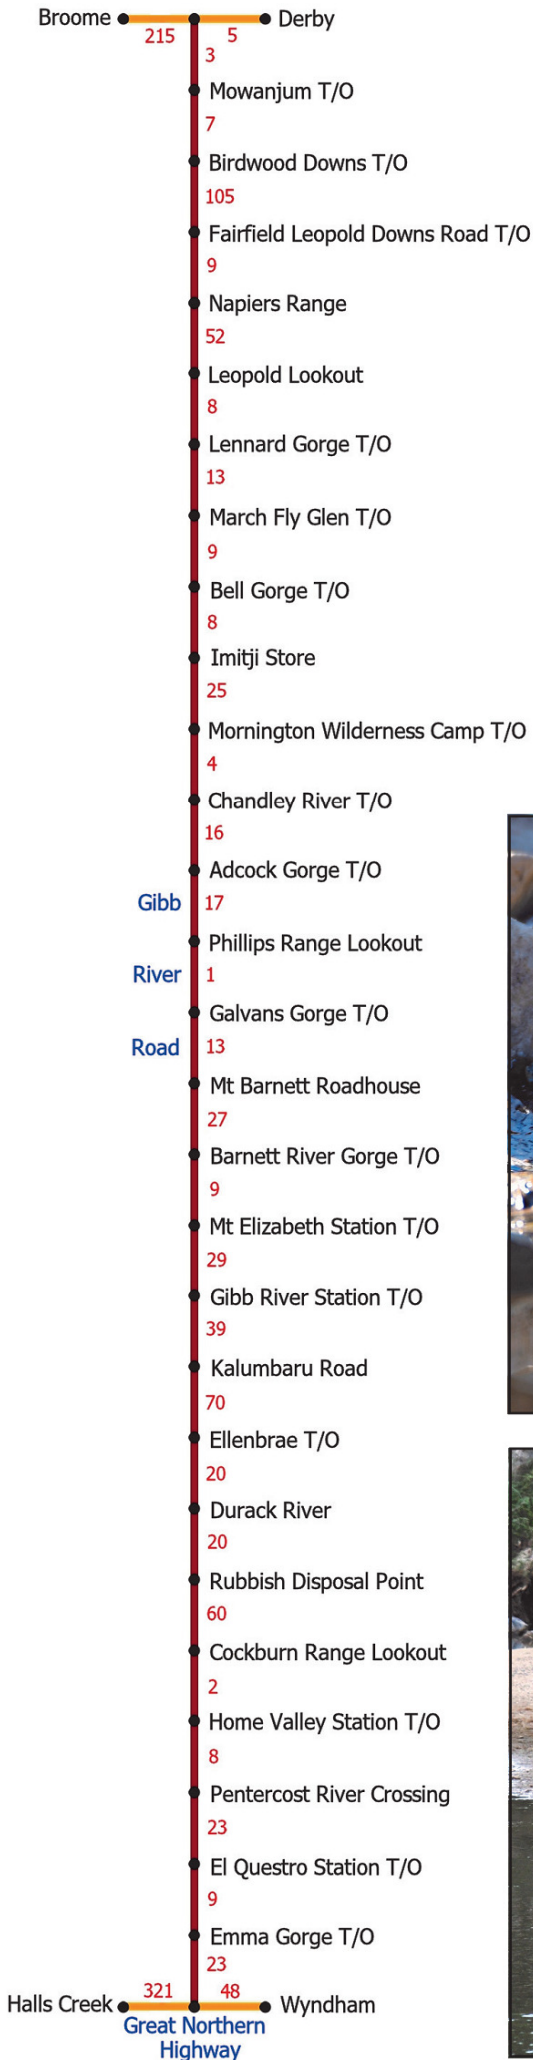 Broome
Derby
215
5
3
Mowanjum T/O
7
Birdwood Downs T/O
105
Fairfield Leopold Downs Road T/O
9
Napiers Range
52
Leopold Lookout
8
Lennard Gorge T/O
13
March Fly Glen T/O
9
Bell Gorge T/O
8
Imitji Store
25
Mornington Wilderness Camp T/O
4
Chandley River T/O
16
Adcock Gorge T/O
Gibb
17
Phillips Range Lookout
River
1
Galvans Gorge T/O
Road
13
Mt Barnett Roadhouse
27
Barnett River Gorge T/O
9
Mt Elizabeth Station T/O
29
Gibb River Station T/O
39
Kalumbaru Road
70
Ellenbrae T/O
20
Durack River
20
Rubbish Disposal Point
60
Cockburn Range Lookout
2
Home Valley Station T/O
8
Pentercost River Crossing
23
El Questro Station T/O
9
Emma Gorge T/O
23
321
48
Halls Creek
Wyndham
Great Northern
Highway